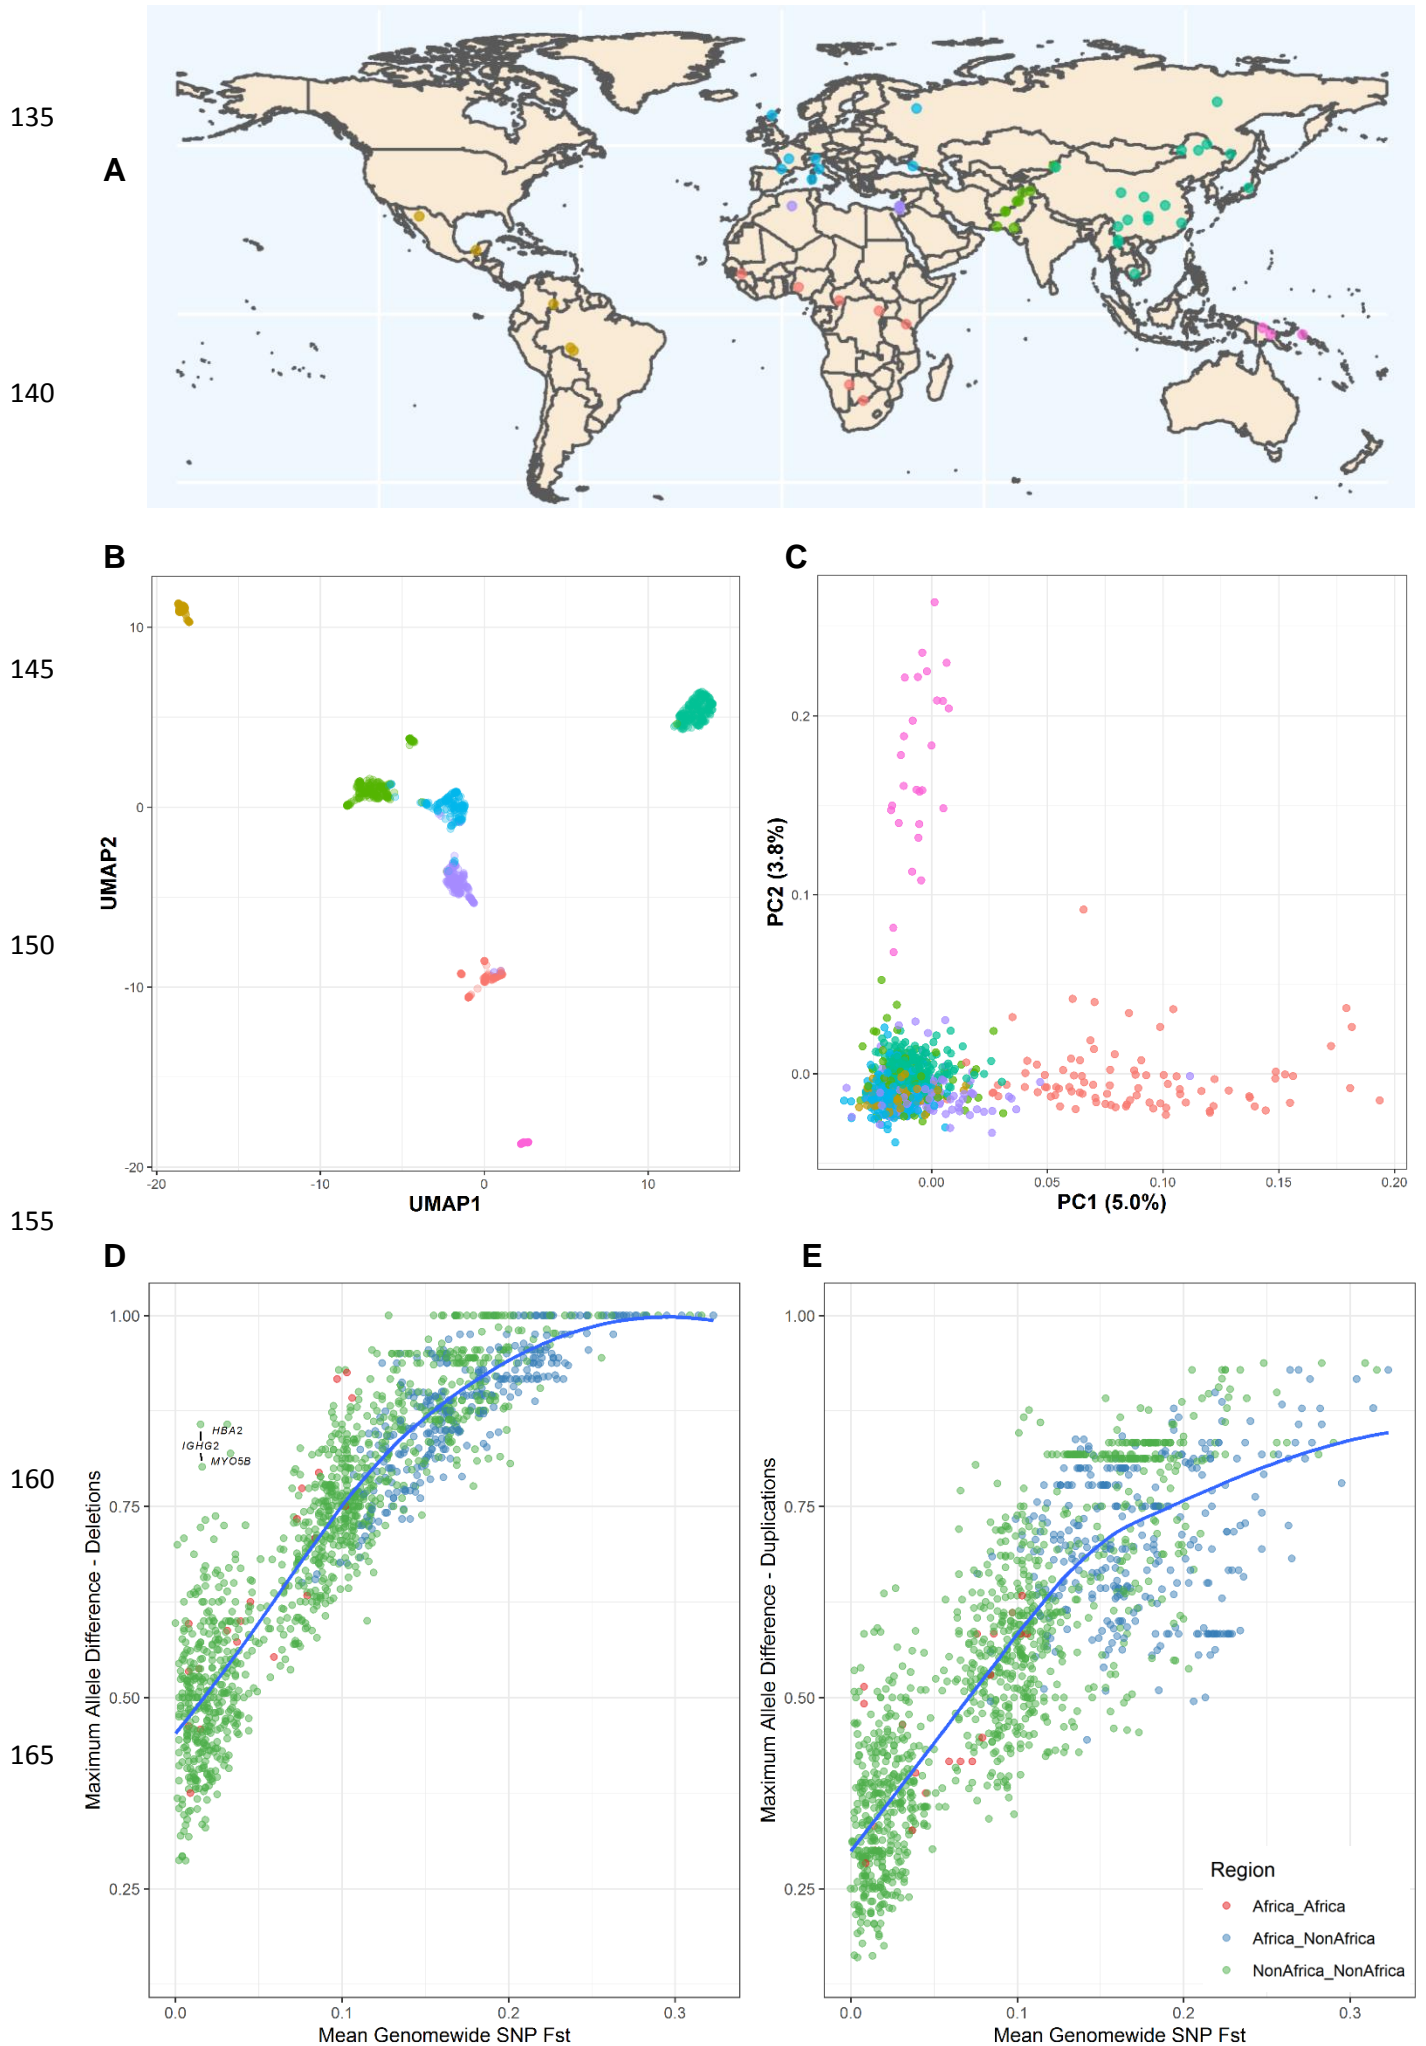 135
A
140
B
C
10
0
-10
-20
-20
-10
0
10
UMAP2
UMAP1
145
150
0.2
0.1
0.0
0.00
0.05
0.10
0.15
0.20
PC2 (3.8%)
PC1 (5.0%)
155
D
E
1.00
0.75
0.50
0.25
0.0
0.1
0.2
0.3
Maximum Allele Difference - Deletions
Mean Genomewide SNP Fst
HBA2
IGHG2
MYO5B
160
165
1.00
0.75
0.50
0.25
0.0
0.1
0.2
0.3
Maximum Allele Difference - Duplications
Mean Genomewide SNP Fst
Region
Africa_Africa
Africa_NonAfrica
NonAfrica_NonAfrica